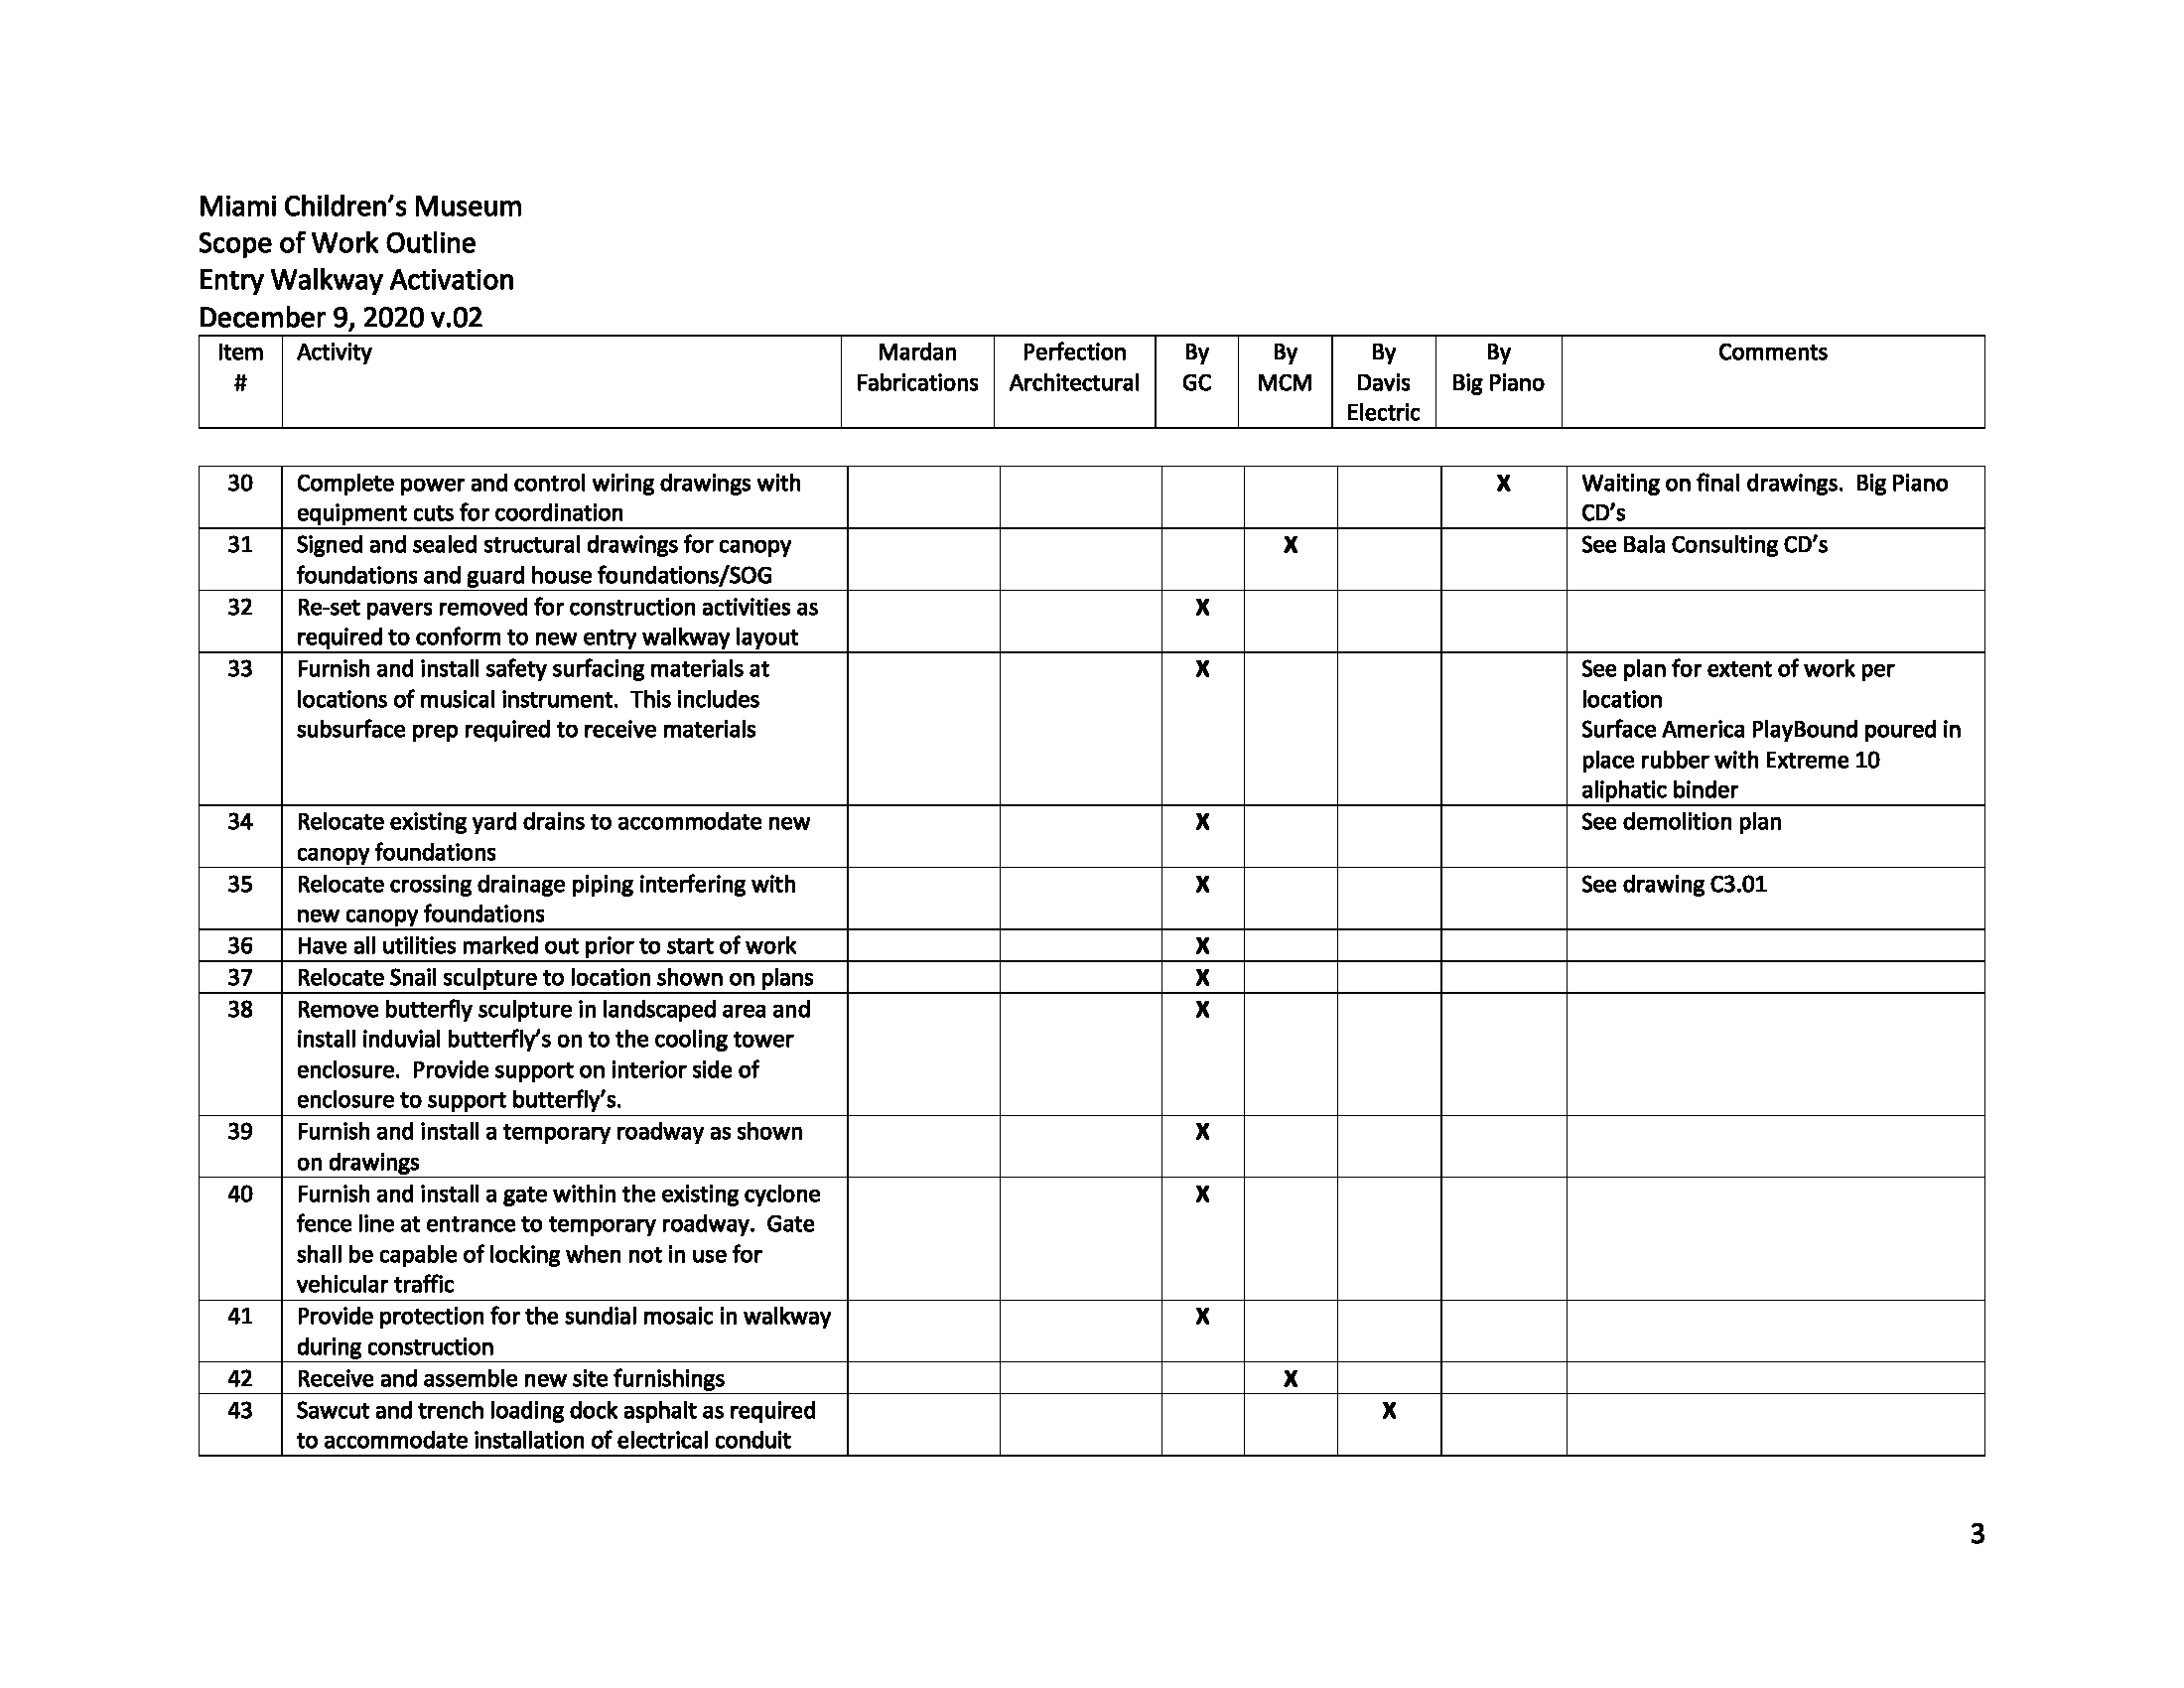 Miami Children’s Museum
Scope of Work Outline
Entry Walkway Activation
December 9, 2020 v.02
Item # Activity Mardan Fabrications Perfection Architectural By GC By MCM By Davis Electric By Big Piano Comments
30 Complete power and control wiring drawings with X Waiting on final drawings.  Big Piano
equipment cuts for coordination CD’s
31 Signed and sealed structural drawings for canopy X See Bala Consulting CD’s
foundations and guard house foundations/SOG
32 Re-set pavers removed for construction activities as X
required to conform to new entry walkway layout
33 Furnish and install safety surfacing materials at X See plan for extent of work per
locations of musical instrument.  This includes location
subsurface prep required to receive materials Surface America PlayBound poured in
place rubber with Extreme 10
aliphatic binder
34 Relocate existing yard drains to accommodate new X See demolition plan
canopy foundations
35 Relocate crossing drainage piping interfering with X See drawing C3.01
new canopy foundations
36 Have all utilities marked out prior to start of work X
37 Relocate Snail sculpture to location shown on plans X
38 Remove butterfly sculpture in landscaped area and X
install induvial butterfly’s on to the cooling tower
enclosure.  Provide support on interior side of
enclosure to support butterfly’s.
39 Furnish and install a temporary roadway as shown X
on drawings
40 Furnish and install a gate within the existing cyclone X
fence line at entrance to temporary roadway.  Gate
shall be capable of locking when not in use for
vehicular traffic
41 Provide protection for the sundial mosaic in walkway X
during construction
42 Receive and assemble new site furnishings X
43 Sawcut and trench loading dock asphalt as required X
to accommodate installation of electrical conduit
3